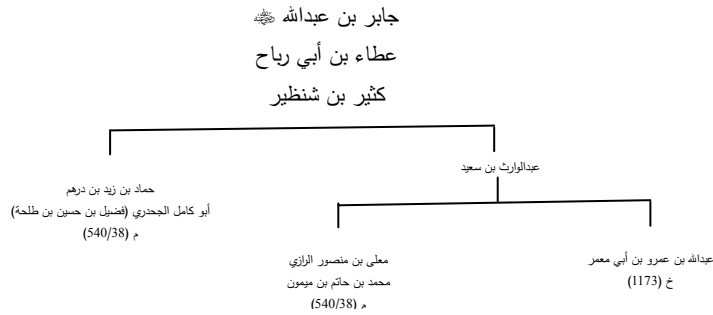 جابر بن عبدالله ﷺ
عطاء بن أبي رباح
كثير بن شنظير
عبدالوارث بن سعيد
حماد بن زيد بن درهم
أبو كامل الجحدري (فضيل بن حسين بن طلحة)
م (540/38)
عبدالله بن عمرو بن أبي معمر
خ (1173)
معلى بن منصور الرازي
محمد بن حاتم بن ميمون
م (540/38)